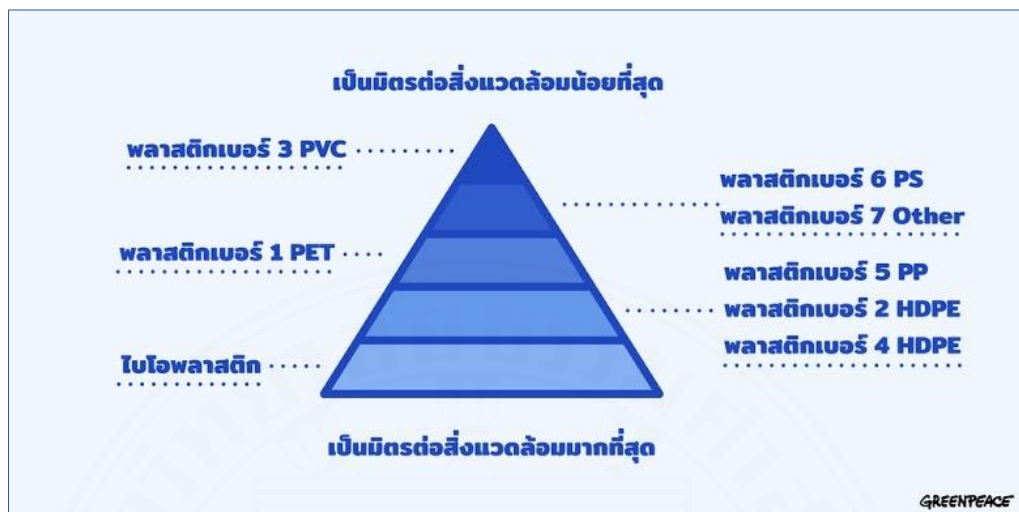 เป็นมิตรต่อสิ่งแวดล้อมน้อยที่สุด
พลาสติกเบอร์ 3 PVC
พลาสติกเบอร์ 6 PS
พลาสติกเบอร์ 7 Other
พลาสติกเบอร์ 1 PET
พลาสติกเบอร์ 5 PP
พลาสติกเบอร์ 2 HDPE
พลาสติกเบอร์ 4 HDPE
ไบโอพลาสติก
เป็นมิตรต่อสิ่งแวดล้อมมากที่สุด
GREENPEACE